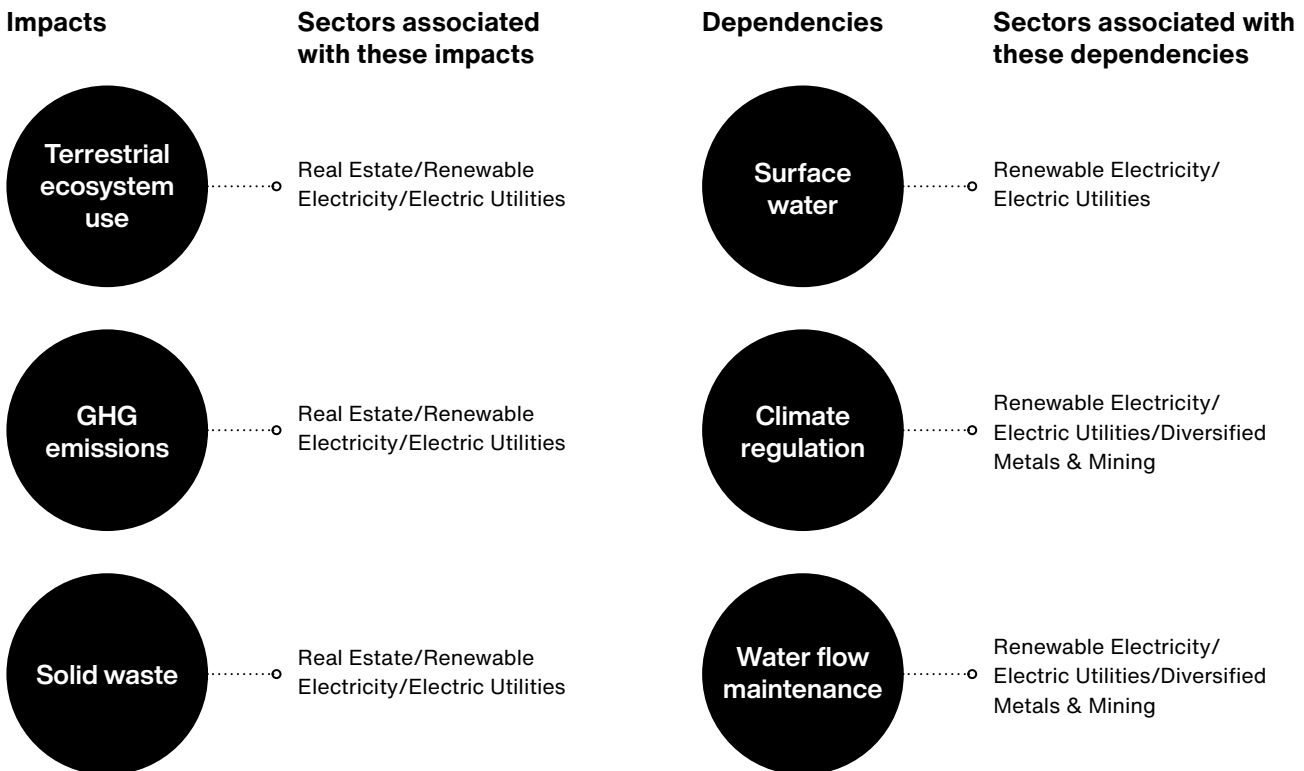 Impacts
Sectors associated
with these impacts
Terrestrial
ecosystem
use
Real Estate/Renewable
Electricity/Electric Utilities
GHG
emissions
Real Estate/Renewable
Electricity/Electric Utilities
Solid waste
Real Estate/Renewable
Electricity/Electric Utilities
Dependencies
Sectors associated with
these dependencies
Surface
water
Renewable Electricity/
Electric Utilities
Climate
regulation
Renewable Electricity/
Electric Utilities/Diversified
Metals & Mining
Water flow
maintenance
Renewable Electricity/
Electric Utilities/Diversified
Metals & Mining